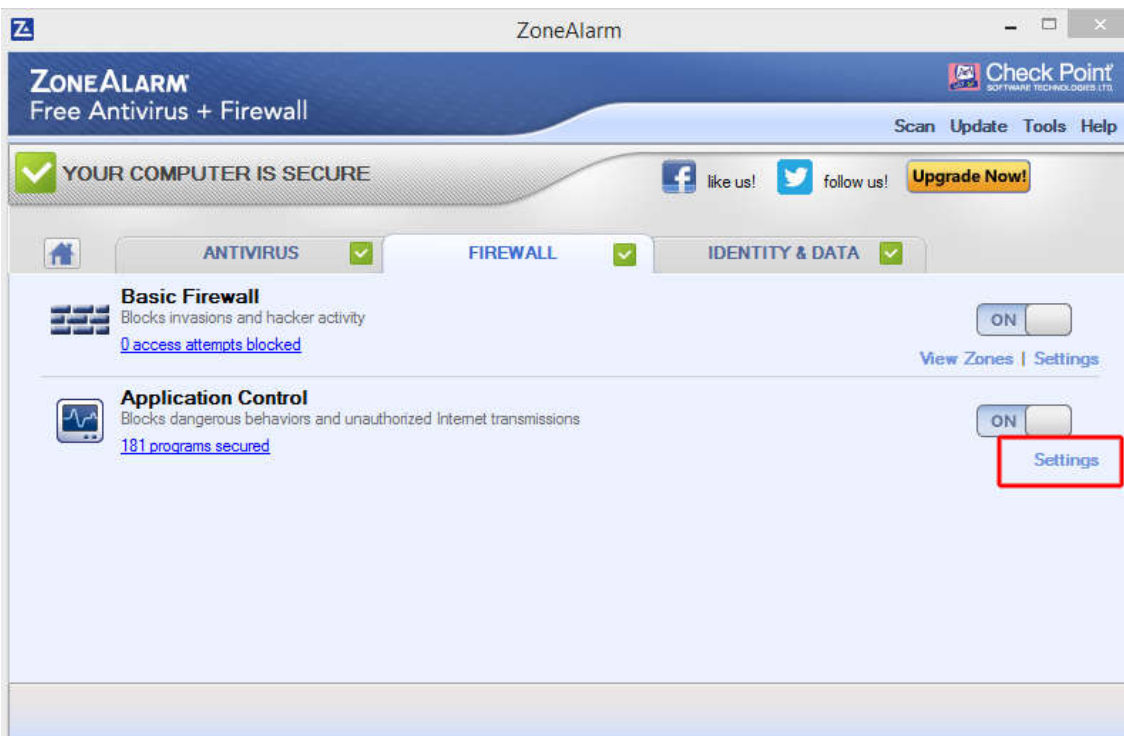 ZoneAlarm
ZONEALARM
Free Antivirus + Firewall
Check Point
SOFTWARE TECHNOLOGIES LTD.
Scan Update Tools Help
YOUR COMPUTER IS SECURE
like us! follow us! Upgrade Now!
ANTIVIRUS FIREWALL IDENTITY & DATA
Basic Firewall
Blocks invasions and hacker activity
ON
0 access attempts blocked
View Zones | Settings
Application Control
Blocks dangerous behaviors and unauthorized Internet transmissions
ON
181 programs secured
Settings